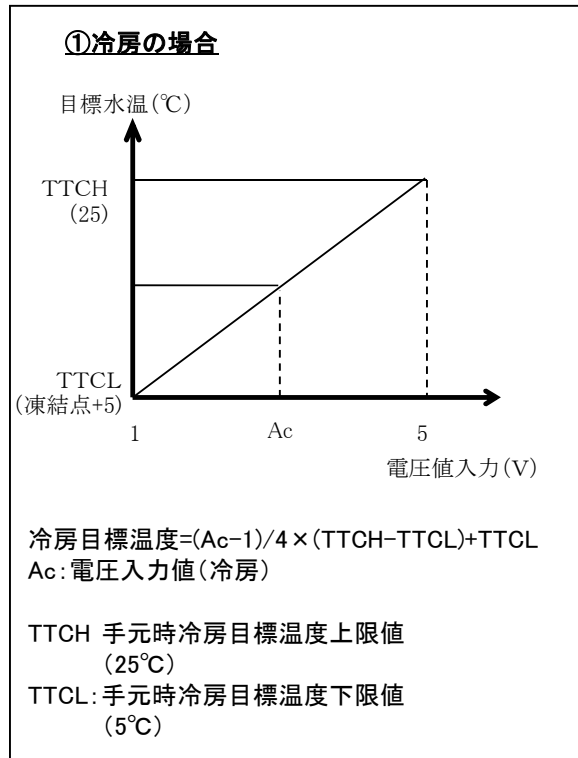 ①冷房の場合
目標水温(℃)
TTCH
(25)
TTCL
(凍結点+5)
1
Ac
5
電圧値入力(V)
冷房目標温度=(Ac-1)/4×(TTCH-TTCL)+TTCL
Ac:電圧入力値(冷房)
TTCH 手元時冷房目標温度上限値
(25℃)
TTCL:手元時冷房目標温度下限値
(5℃)